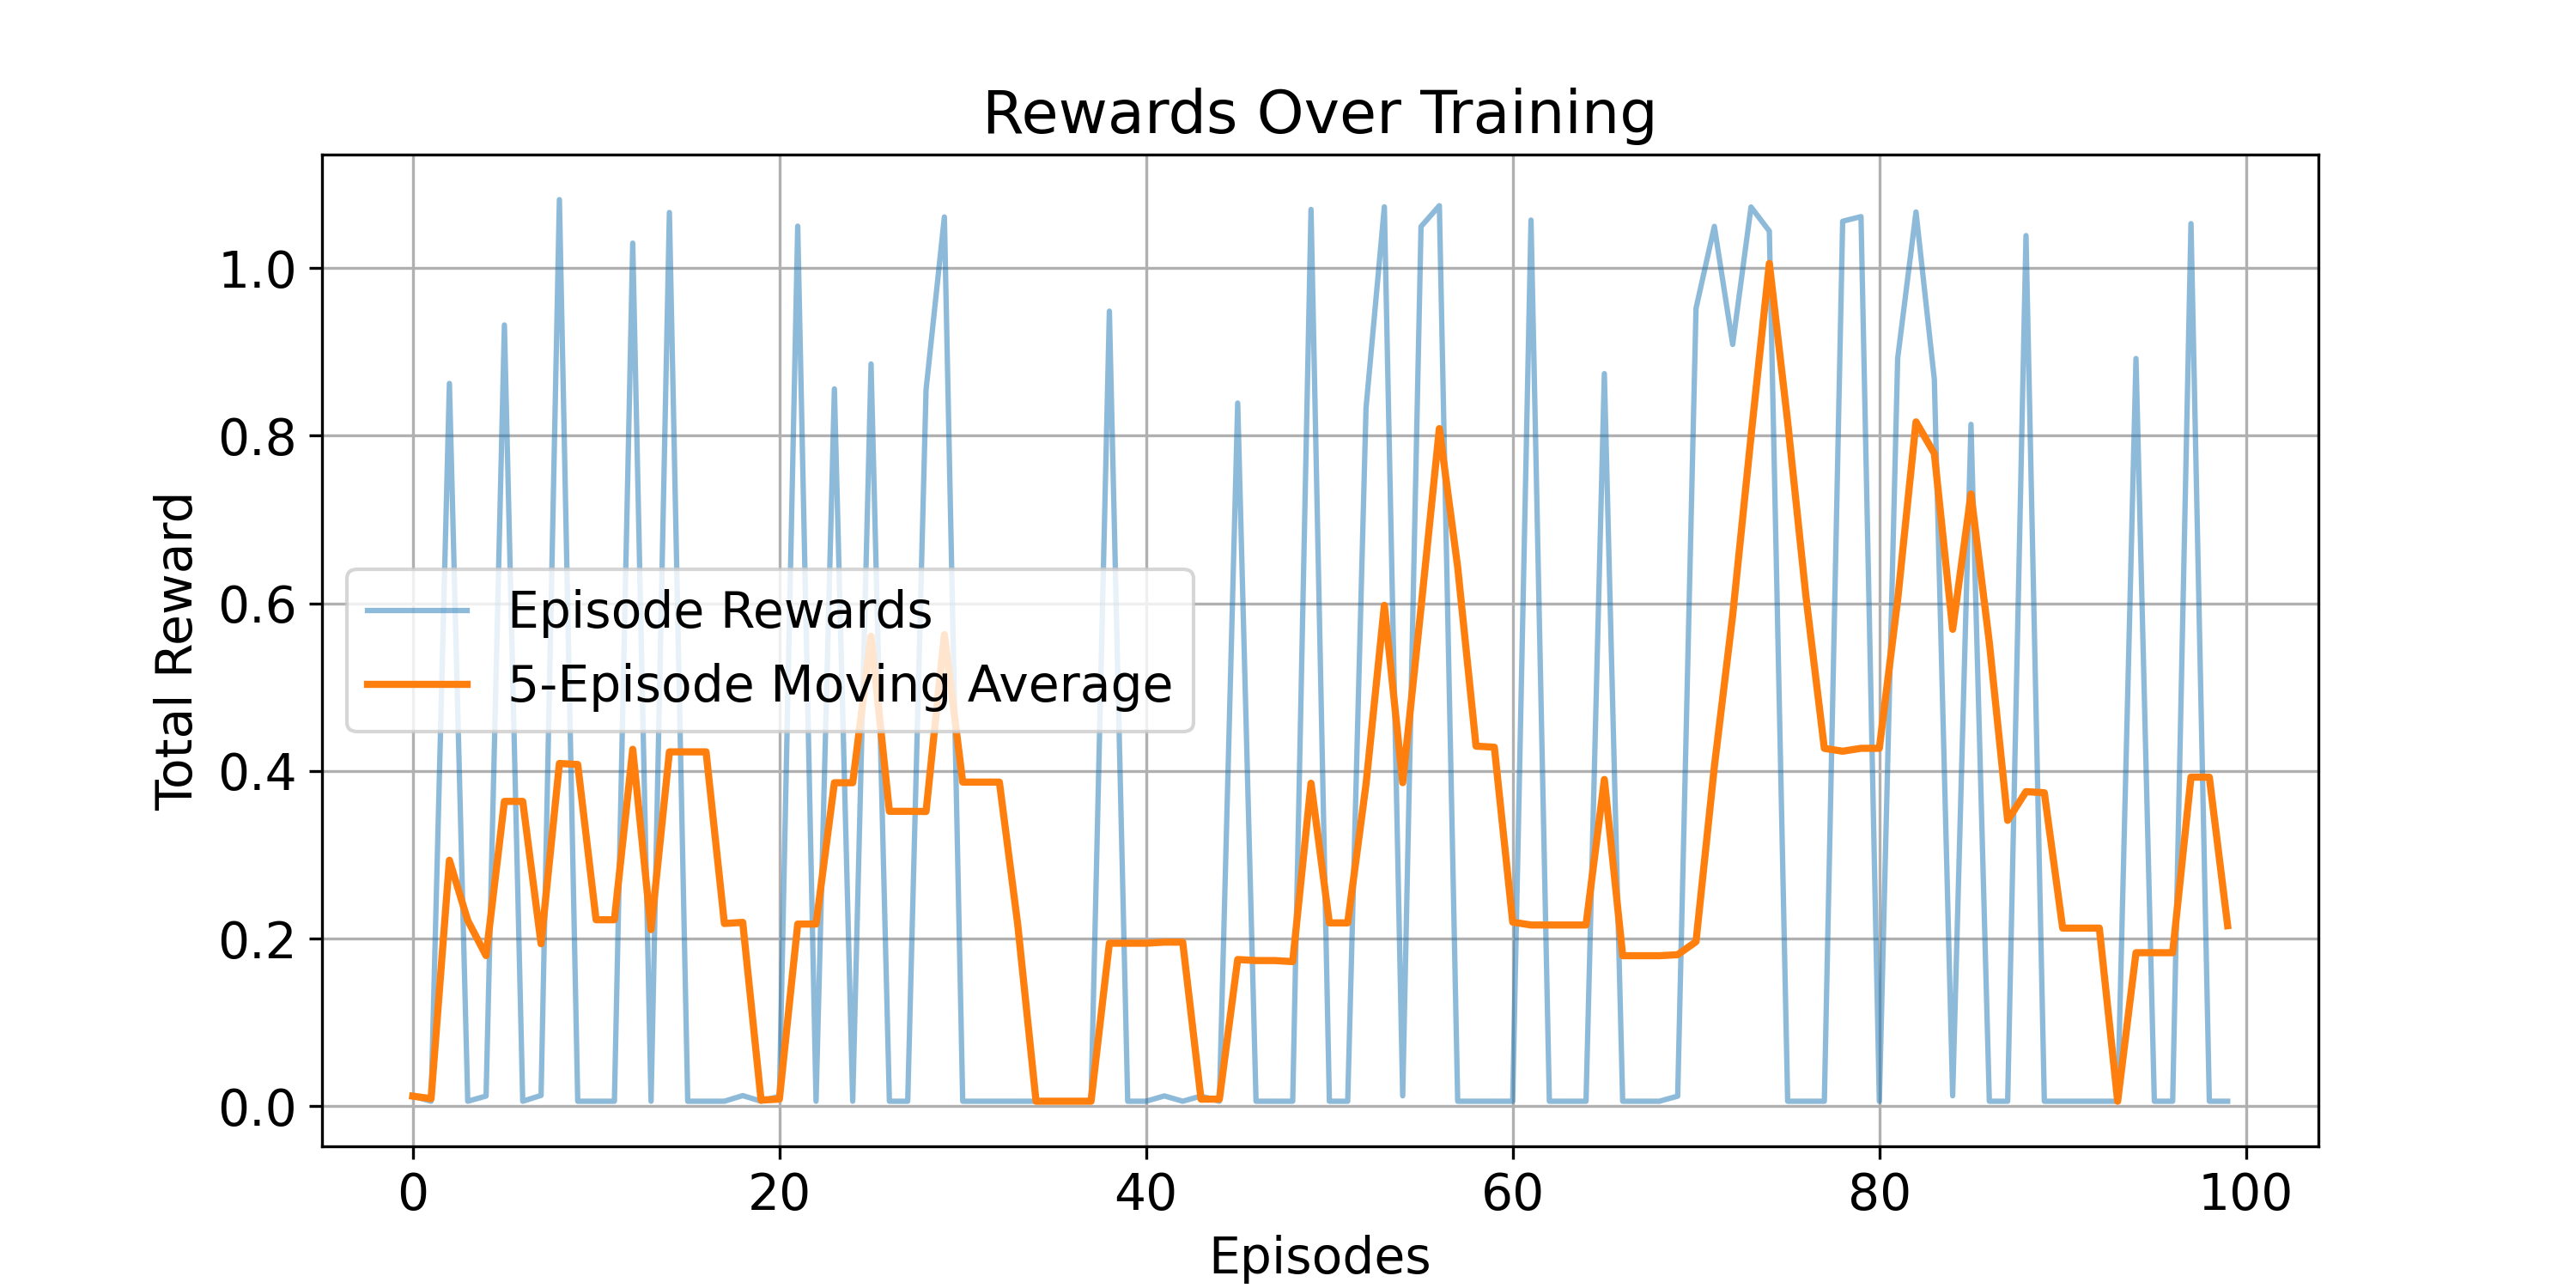 Rewards Over Training
1.0
0.8
0.6
0.4
0.2
0.0
Total Reward
Episode Rewards
5-Episode Moving Average
0 20 40 60 80 100
Episodes